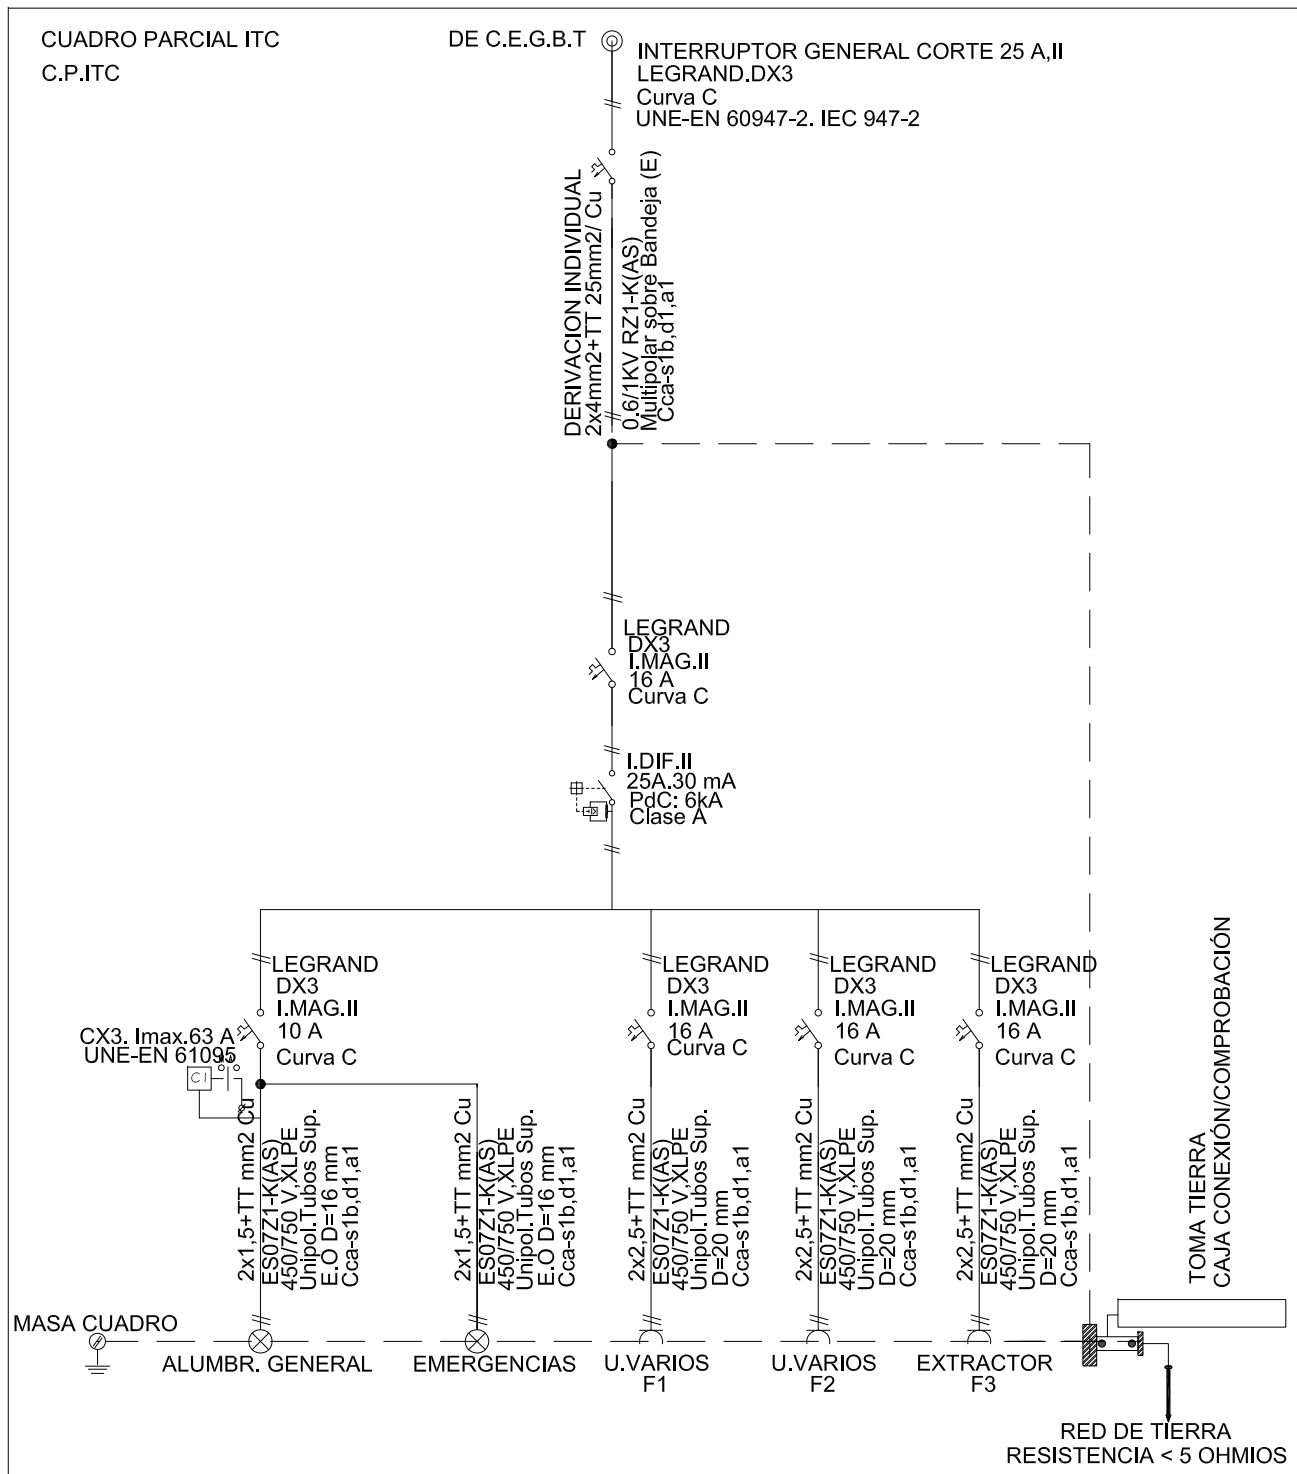 CUADRO PARCIAL ITC
C.P.ITC
DE C.E.G.B.T
INTERRUPTOR GENERAL CORTE 25 A,II
LEGRAND.DX3
Curva C
UNE-EN 60947-2. IEC 947-2
DERIVACION INDIVIDUAL
2x4mm2+TT 25mm2/ Cu
0.6/1KV RZ1-K(AS)
Multipolar sobre Bandeja (E)
Cca-s1b,d1,a1
LEGRAND
DX3
I.MAG.II
16 A
Curva C
I.DIF.II
25A.30 mA
PdC: 6kA
Clase A
LEGRAND
DX3
I.MAG.II
10 A
Curva C
CX3. Imax.63 A
UNE-EN 61095
C1
LEGRAND
DX3
I.MAG.II
16 A
Curva C
LEGRAND
DX3
I.MAG.II
16 A
Curva C
LEGRAND
DX3
I.MAG.II
16 A
Curva C
2x1,5+TT mm2 Cu
ES07Z1-K(AS)
450/750 V,XLPE
Unipol.Tubos Sup.
E.O D=16 mm
Cca-s1b,d1,a1
2x1,5+TT mm2 Cu
ES07Z1-K(AS)
450/750 V,XLPE
Unipol.Tubos Sup.
E.O D=16 mm
Cca-s1b,d1,a1
2x2,5+TT mm2 Cu
ES07Z1-K(AS)
450/750 V,XLPE
Unipol.Tubos Sup.
D=20 mm
Cca-s1b,d1,a1
2x2,5+TT mm2 Cu
ES07Z1-K(AS)
450/750 V,XLPE
Unipol.Tubos Sup.
D=20 mm
Cca-s1b,d1,a1
2x2,5+TT mm2 Cu
ES07Z1-K(AS)
450/750 V,XLPE
Unipol.Tubos Sup.
D=20 mm
Cca-s1b,d1,a1
TOMA TIERRA
CAJA CONEXIÓN/COMPROBACIÓN
MASA CUADRO
ALUMBR. GENERAL
EMERGENCIAS
U.VARIOS
F1
U.VARIOS
F2
EXTRACTOR
F3
RED DE TIERRA
RESISTENCIA < 5 OHMIOS